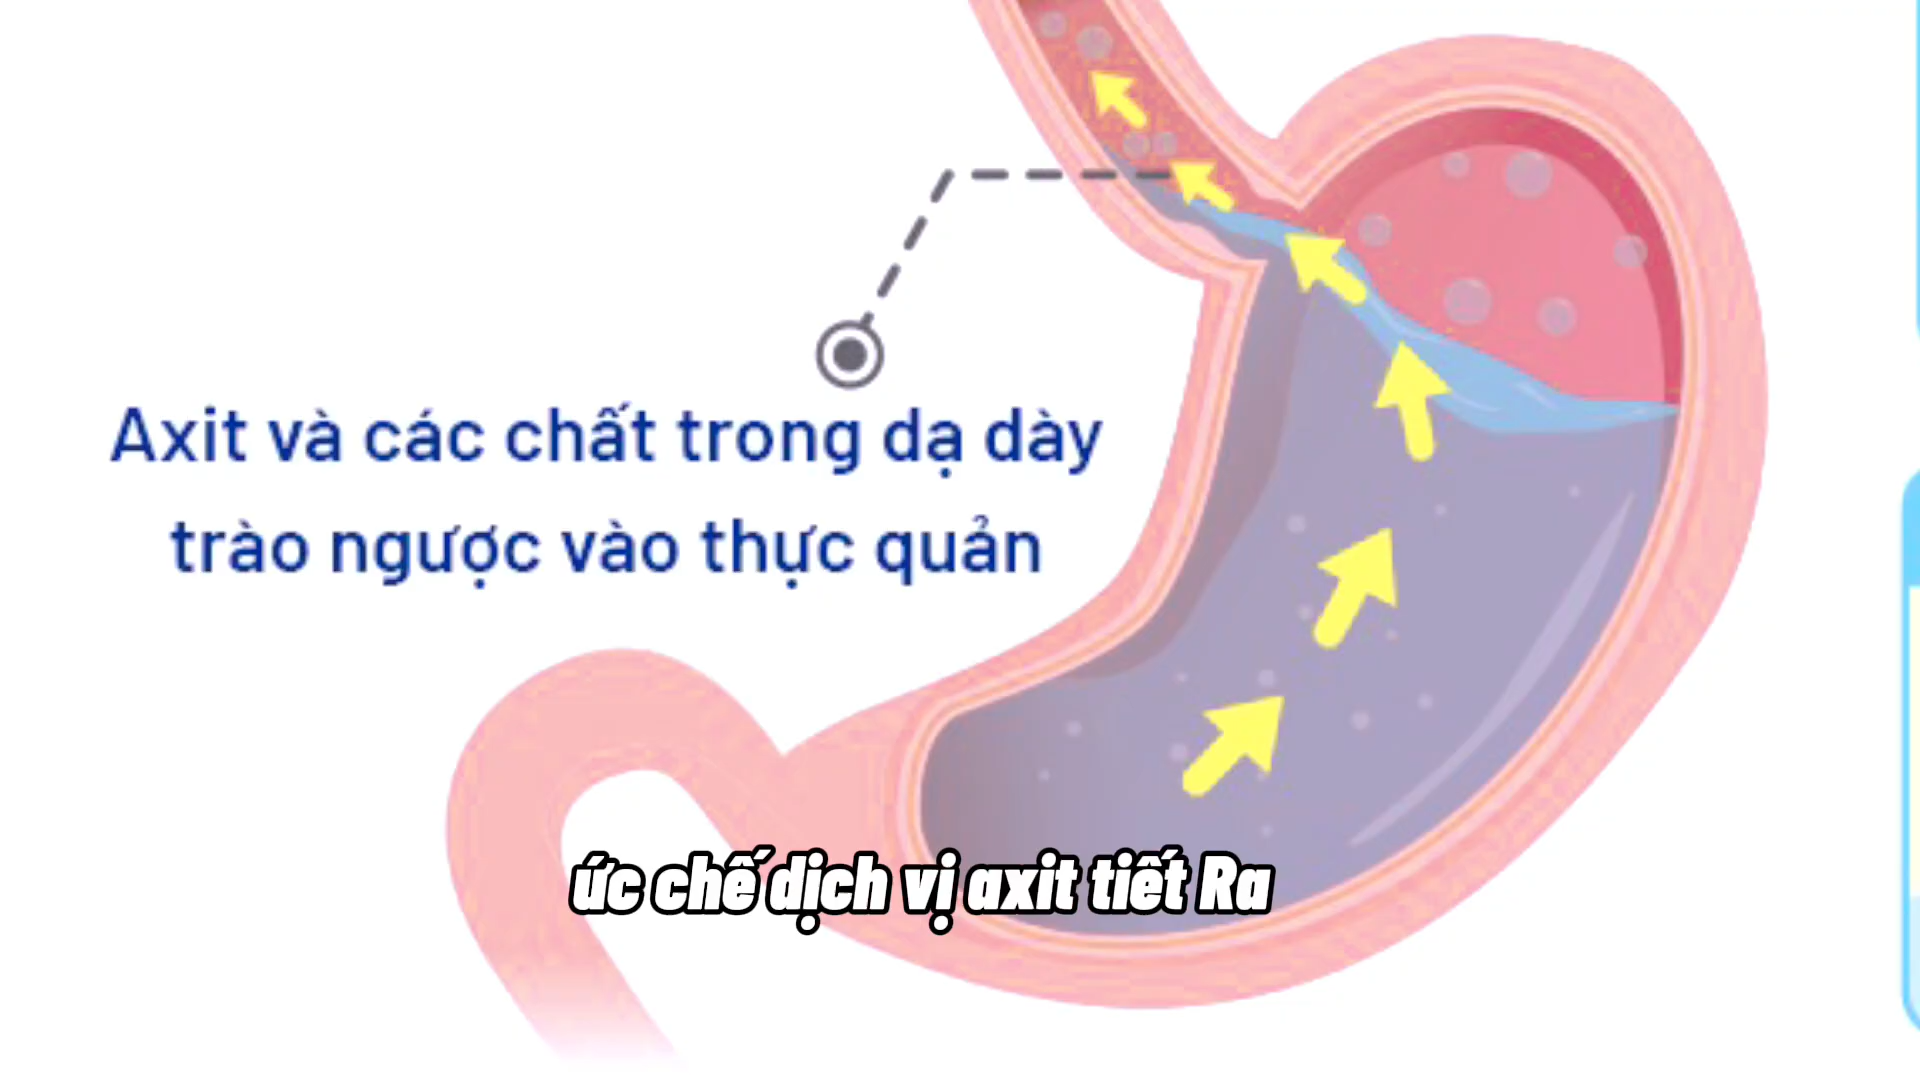 Axit và các chất trong dạ dày
trào ngược vào thực quản
ức chế dịch vị axit tiết Ra